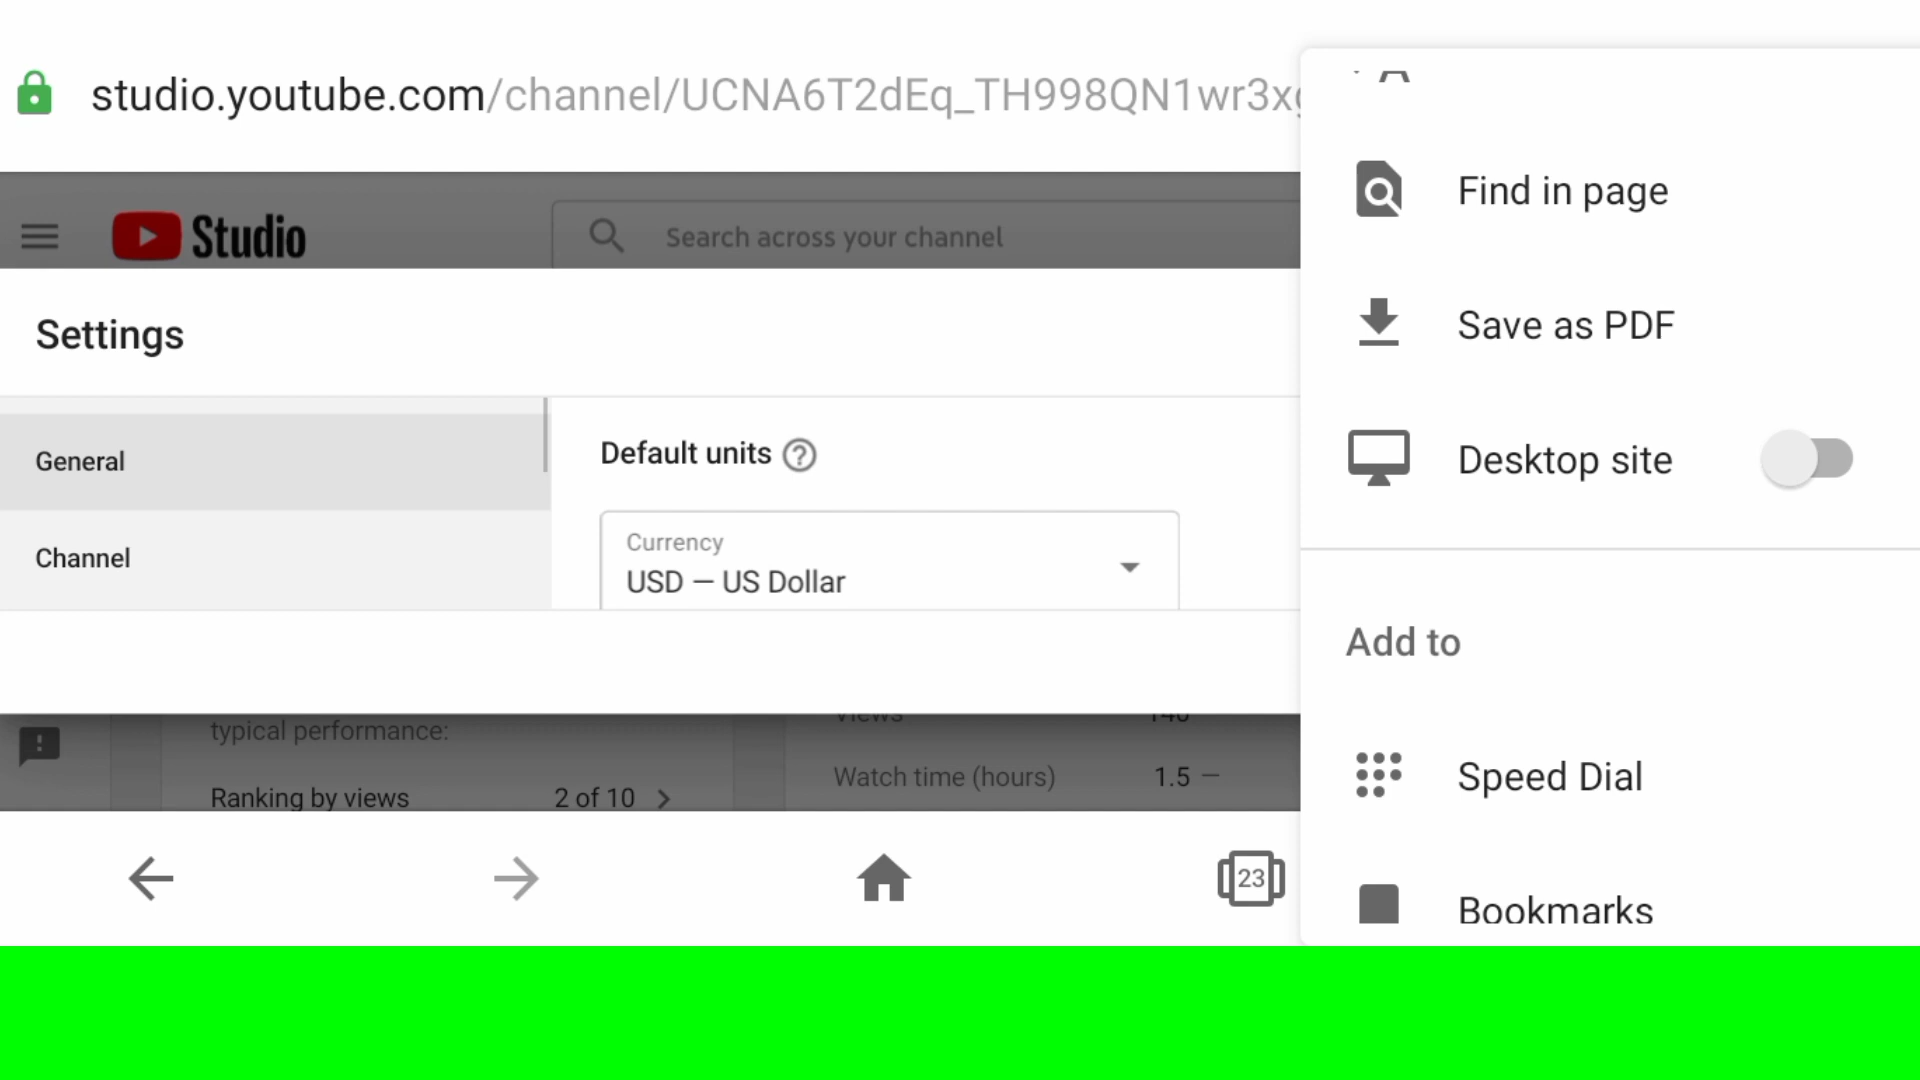 studio.youtube.com/channel/UCNA6T2dEq_TH998QN1wr3x
Studio
Search across your channel
Settings
General
Channel
Default units
Currency
USD — US Dollar
typical performance:
Ranking by views
2 of 10
Views
140
Watch time (hours)
1.5 —
23
Find in page
Save as PDF
Desktop site
Add to
Speed Dial
Bookmarks